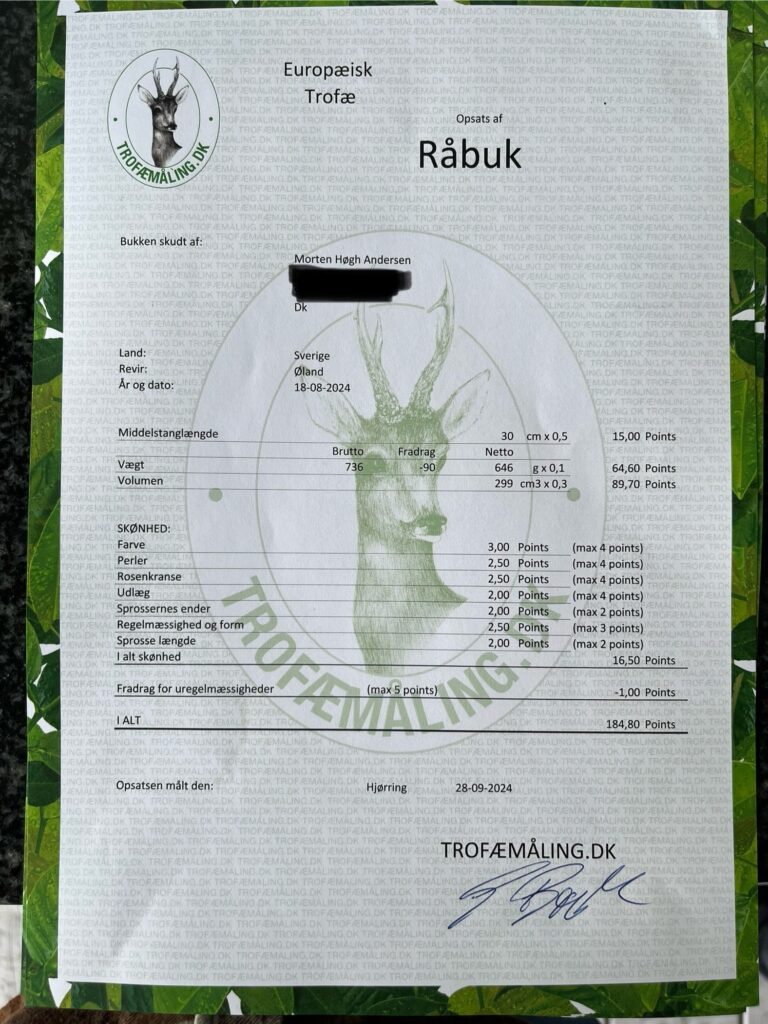 Europæisk
Trofæ
TROFÆMÅLING.DK
Opsats af
Råbuk
Bukken skudt af:
Morten Høgh Andersen
Dk
Land: Sverige
Revir: Øland
År og dato: 18-08-2024
Middelstanglængde 30 cm x 0,5 15,00 Points
Brutto Fradrag Netto
Vægt 736 -90 646 g x 0,1 64,60 Points
Volumen 299 cm3 x 0,3 89,70 Points
SKØNHED:
Farve 3,00 Points (max 4 points)
Perler 2,50 Points (max 4 points)
Rosenkranse 2,50 Points (max 4 points)
Udlæg 2,00 Points (max 4 points)
Sprossernes ender 2,00 Points (max 2 points)
Regelmæssighed og form 2,50 Points (max 3 points)
Sprosse længde 2,00 Points (max 2 points)
I alt skønhed 16,50 Points
TROFÆMÅLING.DK
Fradrag for uregelmæssigheder (max 5 points) -1,00 Points
I ALT 184,80 Points
Opsatsen målt den: Hjørring 28-09-2024
TROFÆMÅLING.DK